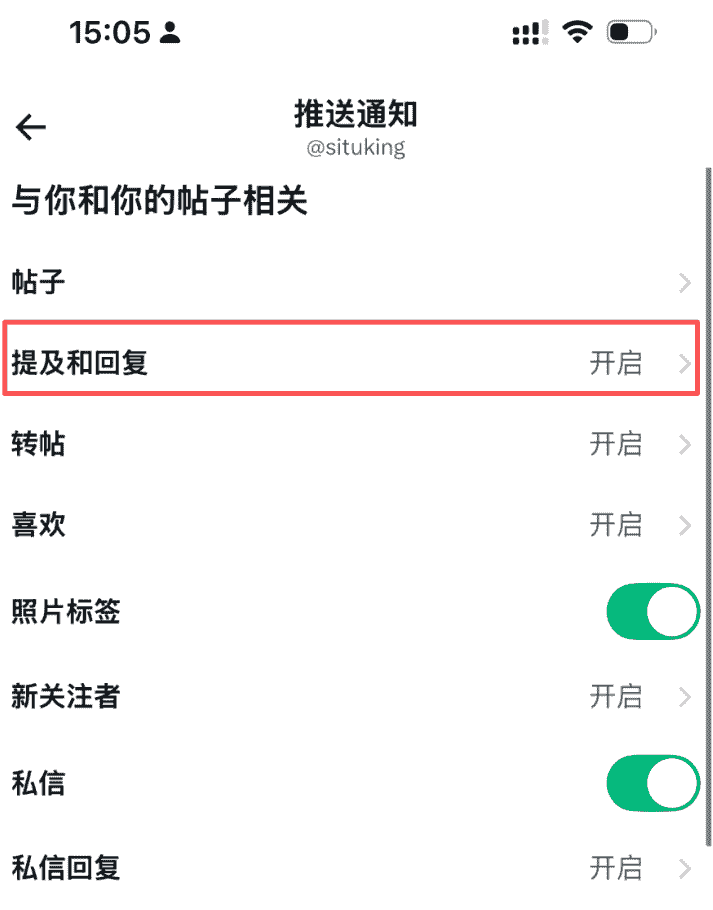 15:05
推送通知
@situking
与你和你的帖子相关
帖子
提及和回复 开启
转帖 开启
喜欢 开启
照片标签
新关注者 开启
私信
私信回复 开启